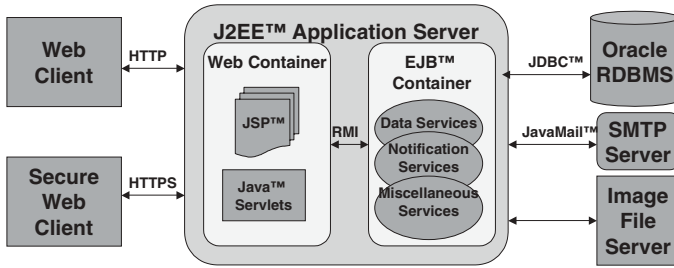 J2EE™ Application Server
Web
Client
HTTP
Secure
Web
Client
HTTPS
Web Container
JSP™
Java™
Servlets
RMI
EJB™
Container
Data Services
Notification
Services
Miscellaneous
Services
JDBC™
Oracle
RDBMS
JavaMail™
SMTP
Server
Image
File
Server